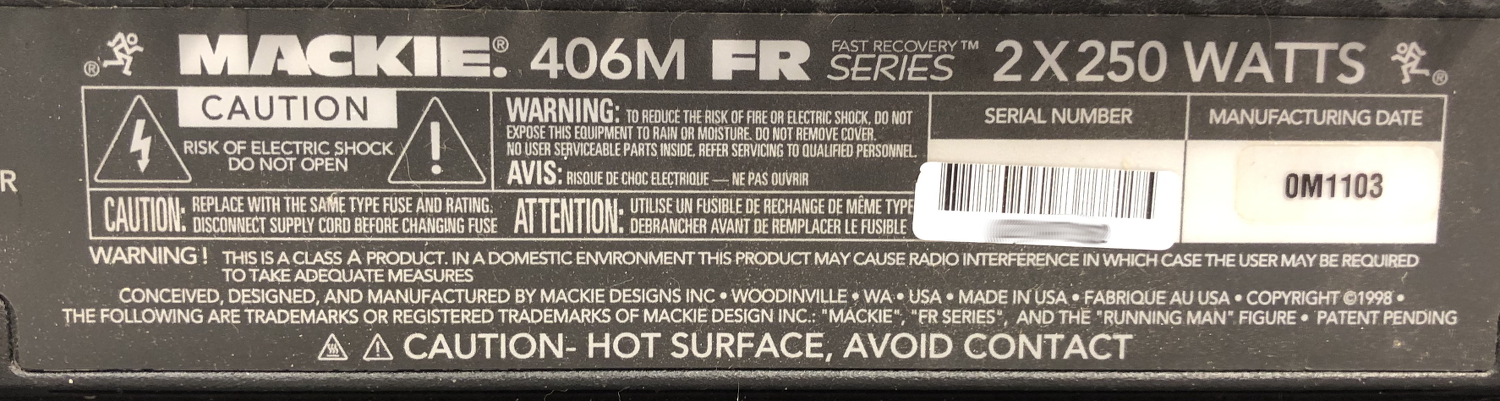 ® MACKIE.® 406M FR FAST RECOVERY™ SERIES 2X250 WATTS ®
CAUTION
RISK OF ELECTRIC SHOCK
DO NOT OPEN
WARNING: TO REDUCE THE RISK OF FIRE OR ELECTRIC SHOCK, DO NOT
EXPOSE THIS EQUIPMENT TO RAIN OR MOISTURE. DO NOT REMOVE COVER.
NO USER SERVICEABLE PARTS INSIDE. REFER SERVICING TO QUALIFIED PERSONNEL.
AVIS: RISQUE DE CHOC ELECTRIQUE — NE PAS OUVRIR
SERIAL NUMBER
MANUFACTURING DATE
0M1103
CAUTION: REPLACE WITH THE SAME TYPE FUSE AND RATING.
DISCONNECT SUPPLY CORD BEFORE CHANGING FUSE
ATTENTION: UTILISE UN FUSIBLE DE RECHANGE DE MÊME TYPE
DEBRANCHER AVANT DE REMPLACER LE FUSIBLE
R
WARNING! THIS IS A CLASS A PRODUCT. IN A DOMESTIC ENVIRONMENT THIS PRODUCT MAY CAUSE RADIO INTERFERENCE IN WHICH CASE THE USER MAY BE REQUIRED
TO TAKE ADEQUATE MEASURES
CONCEIVED, DESIGNED, AND MANUFACTURED BY MACKIE DESIGNS INC • WOODINVILLE • WA • USA • MADE IN USA • FABRIQUE AU USA • COPYRIGHT ©1998 •
THE FOLLOWING ARE TRADEMARKS OR REGISTERED TRADEMARKS OF MACKIE DESIGN INC.: "MACKIE", "FR SERIES", AND THE "RUNNING MAN" FIGURE • PATENT PENDING
CAUTION- HOT SURFACE, AVOID CONTACT